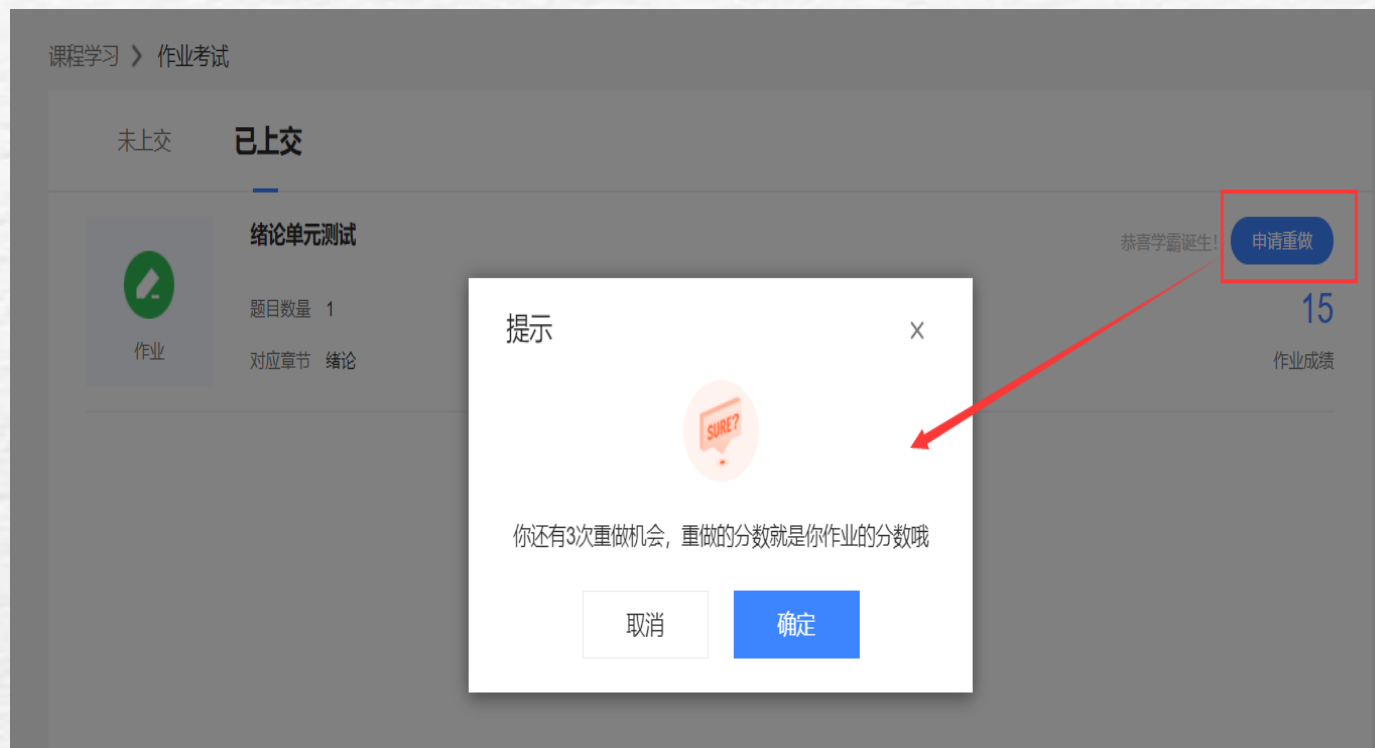 课程学习 > 作业考试
未上交 已上交
绪论单元测试
恭喜学霸诞生! 申请重做
题目数量 1
15
作业
对应章节 绪论
作业成绩
提示
×
SURE?
你还有3次重做机会，重做的分数就是你作业的分数哦
取消 确定